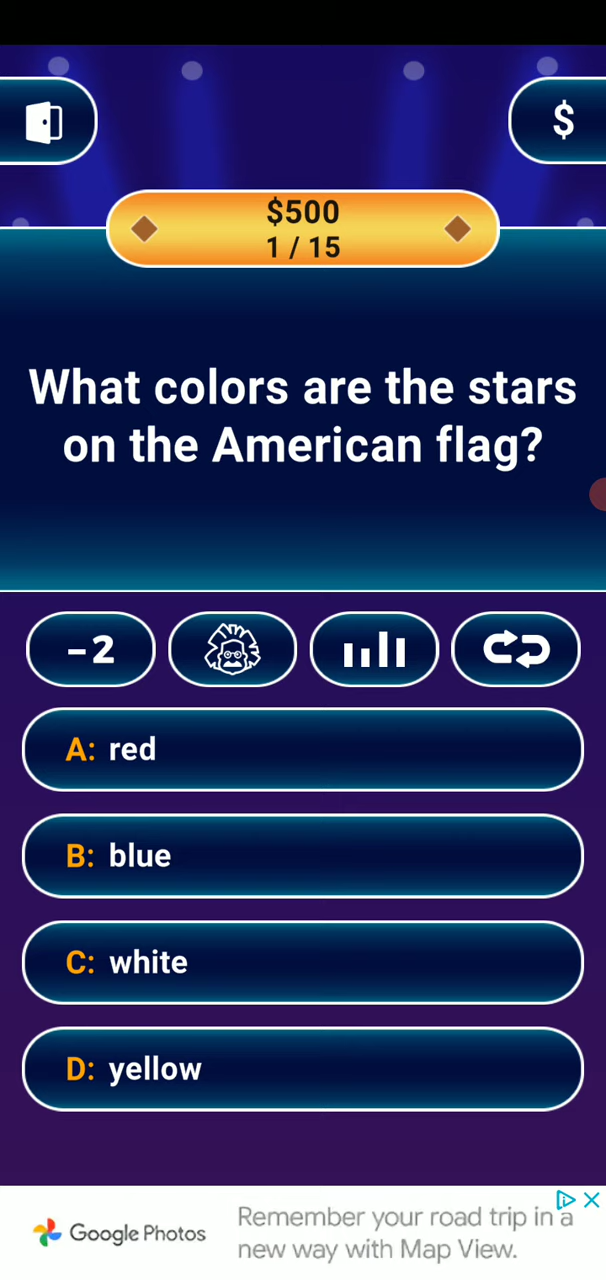 $
$500
1 / 15
What colors are the stars
on the American flag?
-2
A: red
B: blue
C: white
D: yellow
Google Photos
Remember your road trip in a
new way with Map View.